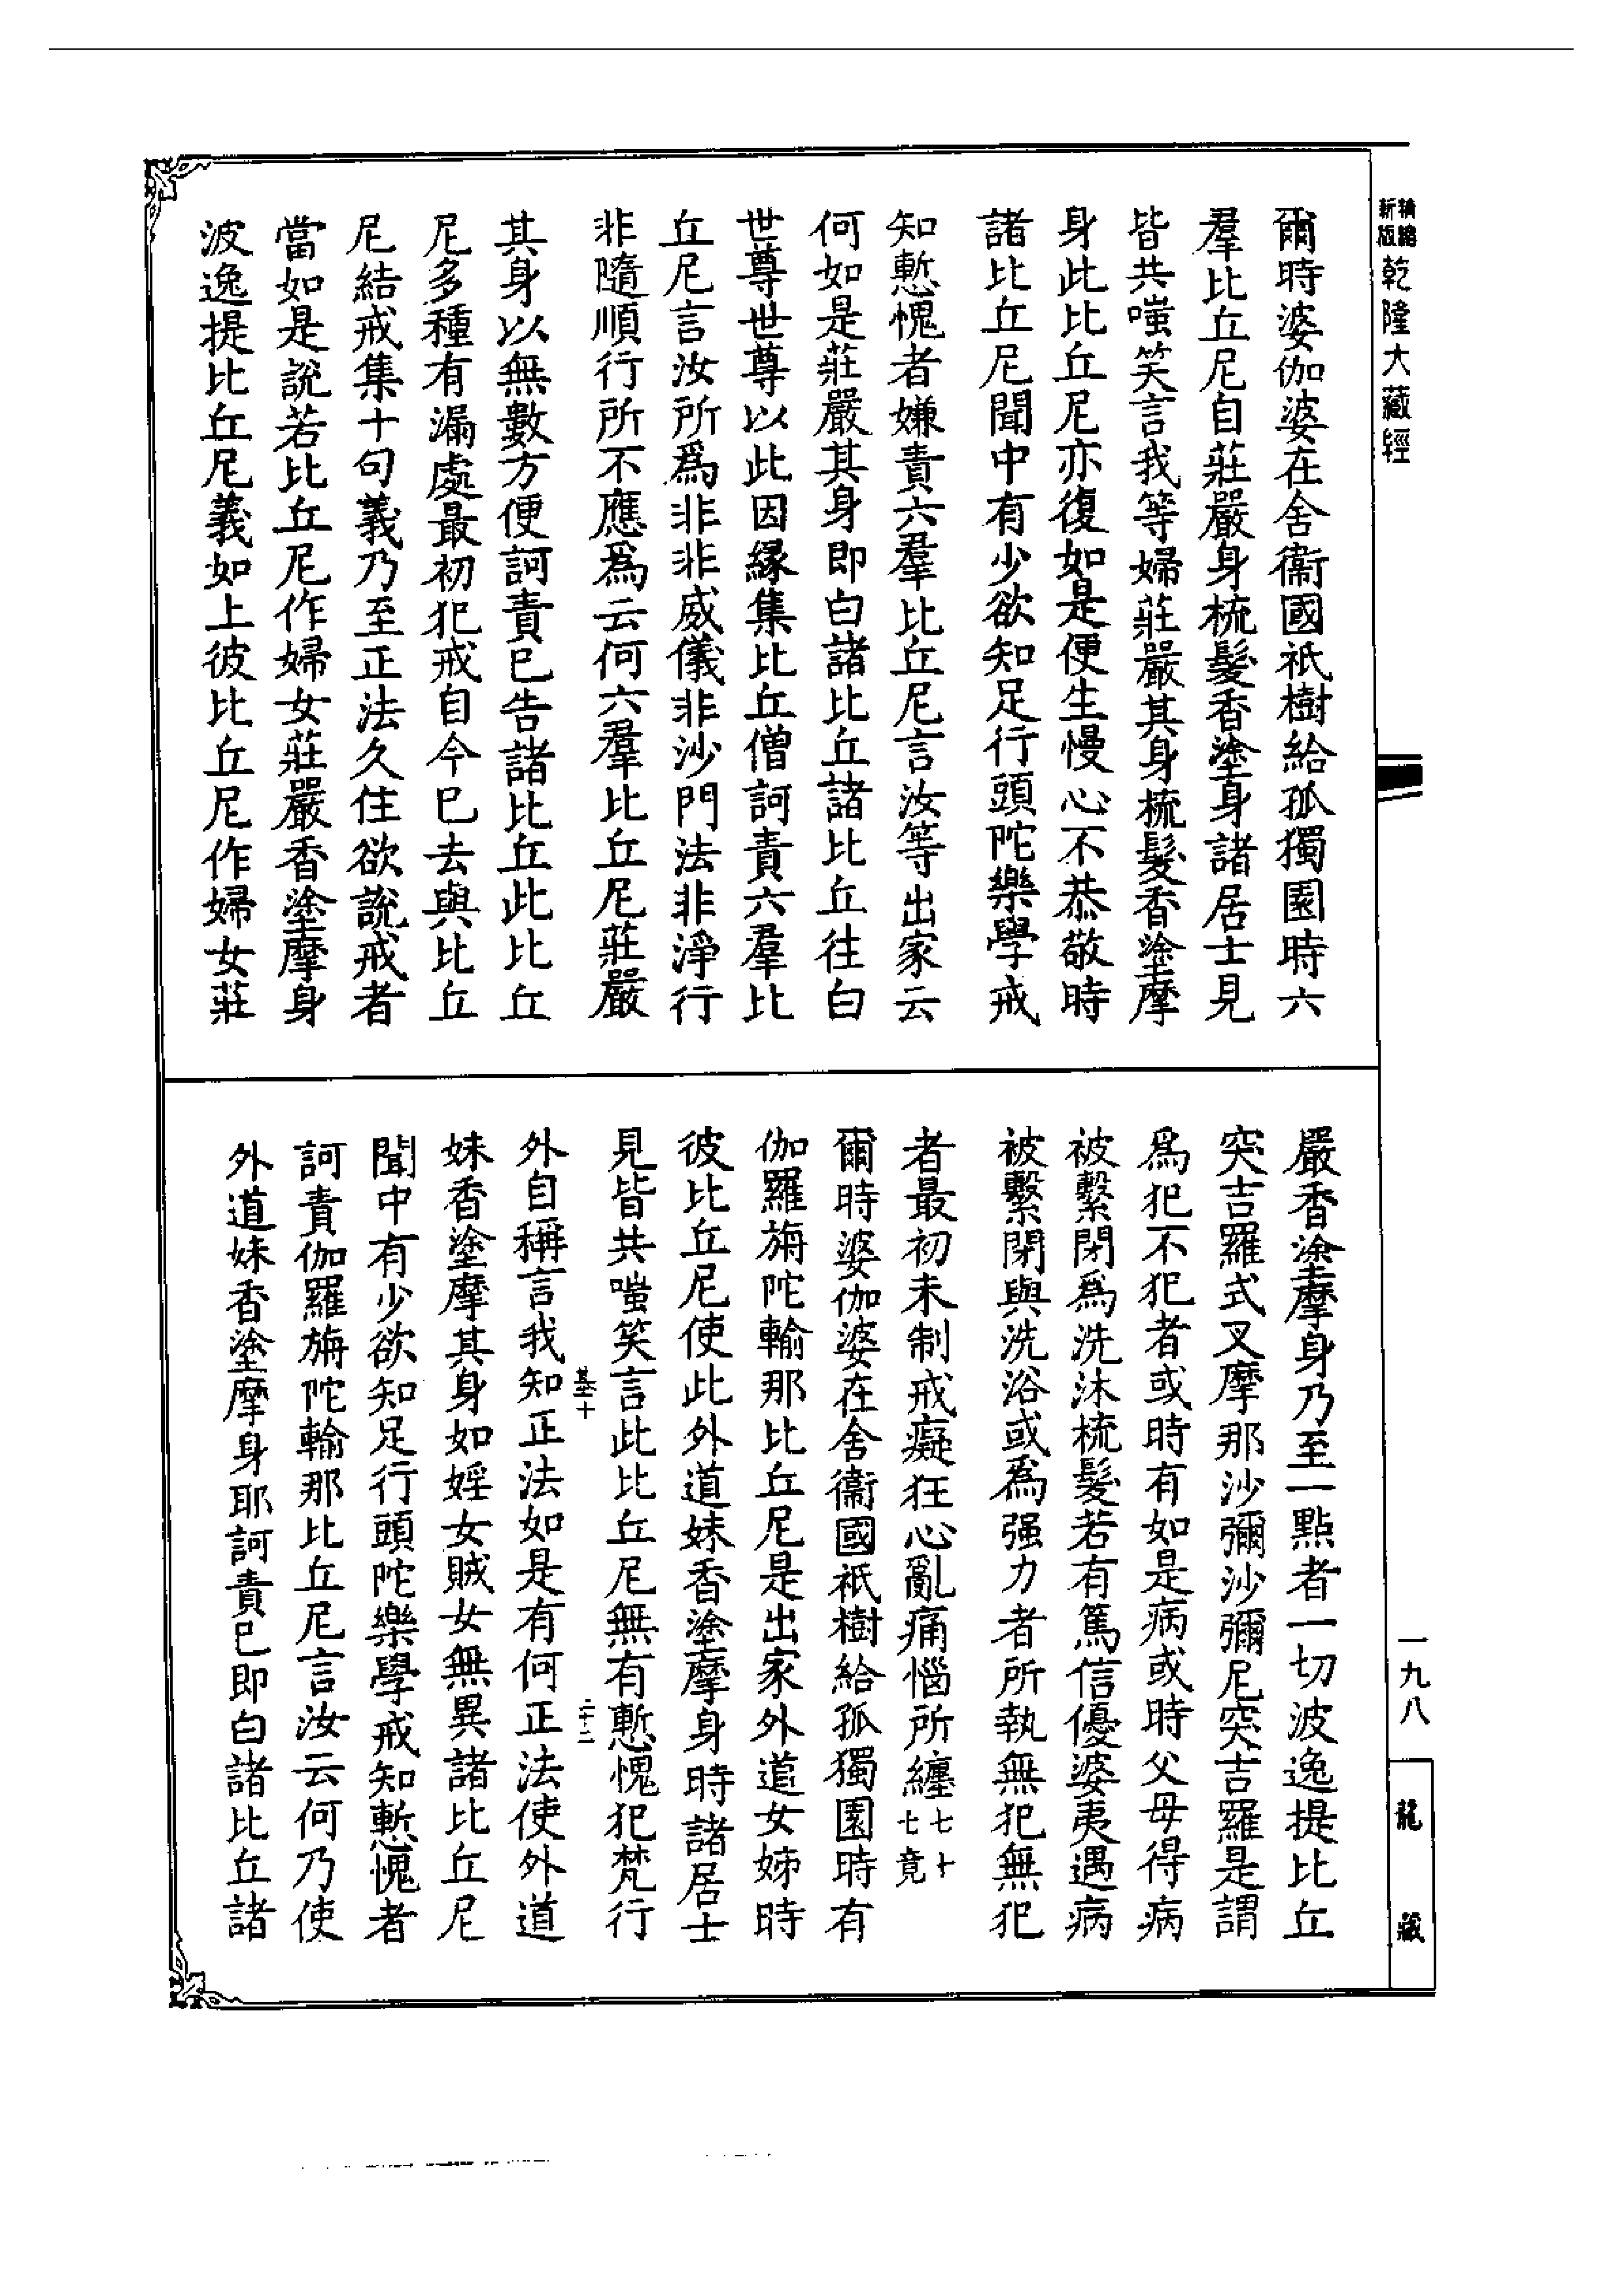 精縮新版乾隆大藏經
爾時婆伽婆在舍衞國祇樹給孤獨園時六
羣比丘尼自莊嚴身梳髮香塗身諸居士見
皆共嗤笑言我等婦莊嚴其身梳髮香塗摩
身此比丘尼亦復如是便生慢心不恭敬時
諸比丘尼聞中有少欲知足行頭陀樂學戒
知慙愧者嫌責六羣比丘尼言汝等出家云
何如是莊嚴其身即白諸比丘諸比丘往白
世尊世尊以此因緣集比丘僧訶責六羣比
丘尼言汝所爲非非威儀非沙門法非淨行
非隨順行所不應爲云何六羣比丘尼莊嚴
其身以無數方便訶責已告諸比丘此比丘
尼多種有漏處最初犯戒自今已去與比丘
尼結戒集十句義乃至正法久住欲說戒者
當如是說若比丘尼作婦女莊嚴香塗摩身
波逸提比丘尼義如上彼比丘尼作婦女莊
嚴香塗摩身乃至一點者一切波逸提比丘
突吉羅式叉摩那沙彌沙彌尼突吉羅是謂
爲犯不犯者或時有如是病或時父母得病
被繫閉爲洗沐梳髮若有篤信優婆夷遇病
被繫閉與洗浴或爲强力者所執無犯無犯
者最初未制戒癡狂心亂痛惱所纏七十七竟
爾時婆伽婆在舍衞國祇樹給孤獨園時有
伽羅旃陀輸那比丘尼是出家外道女姊時
彼比丘尼使此外道妹香塗摩身時諸居士
見皆共嗤笑言此比丘尼無有慙愧犯梵行
外自稱言我知正法如是有何正法使外道
妹香塗摩其身如婬女賊女無異諸比丘尼
聞中有少欲知足行頭陀樂學戒知慙愧者
訶責伽羅旃陀輸那比丘尼言汝云何乃使
外道妹香塗摩身耶訶責已即白諸比丘諸
一九八
龍藏